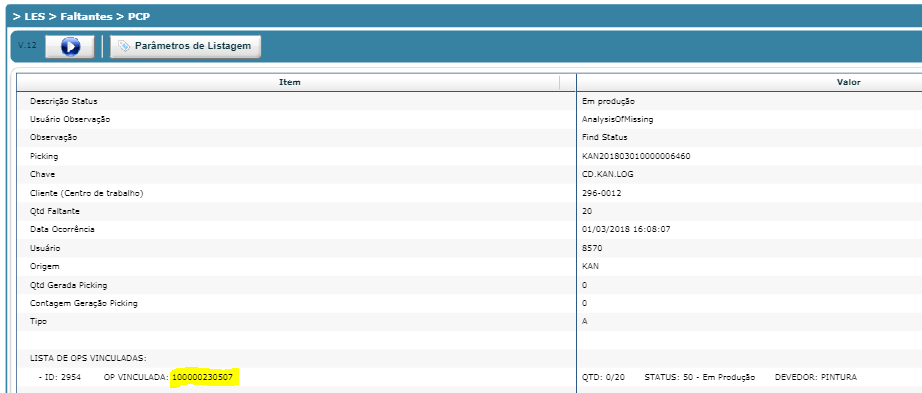 > LES > Faltantes > PCP
V.12 Parâmetros de Listagem
Item Valor
Descrição Status Em produção
Usuário Observação AnalysisOfMissing
Observação Find Status
Picking KAN201803010000006460
Chave CD.KAN.LOG
Cliente (Centro de trabalho) 296-0012
Qtd Faltante 20
Data Ocorrência 01/03/2018 16:08:07
Usuário 8570
Origem KAN
Qtd Gerada Picking 0
Contagem Geração Picking 0
Tipo A
LISTA DE OPS VINCULADAS:
- ID: 2954 OP VINCULADA: 100000230507 QTD: 0/20 STATUS: 50 - Em Produção DEVEDOR: PINTURA